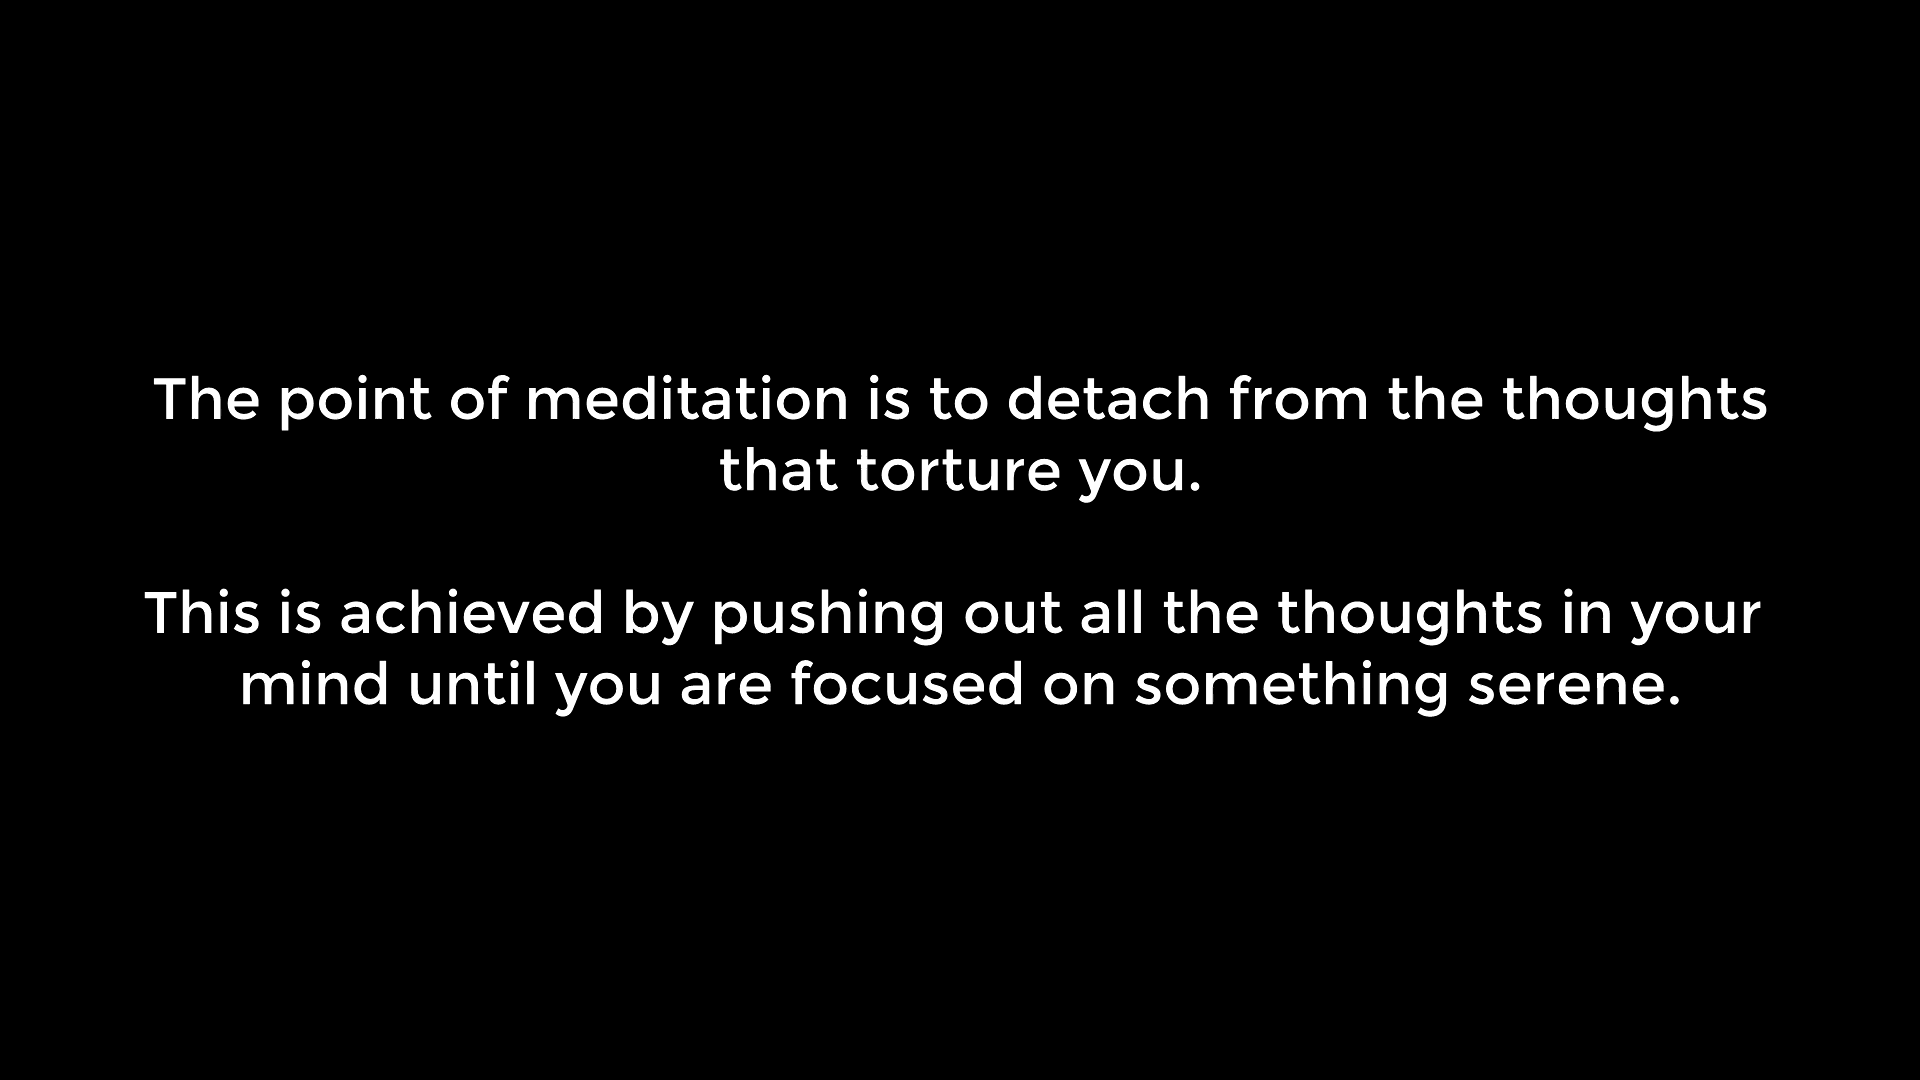 The point of meditation is to detach from the thoughts
that torture you.
This is achieved by pushing out all the thoughts in your
mind until you are focused on something serene.